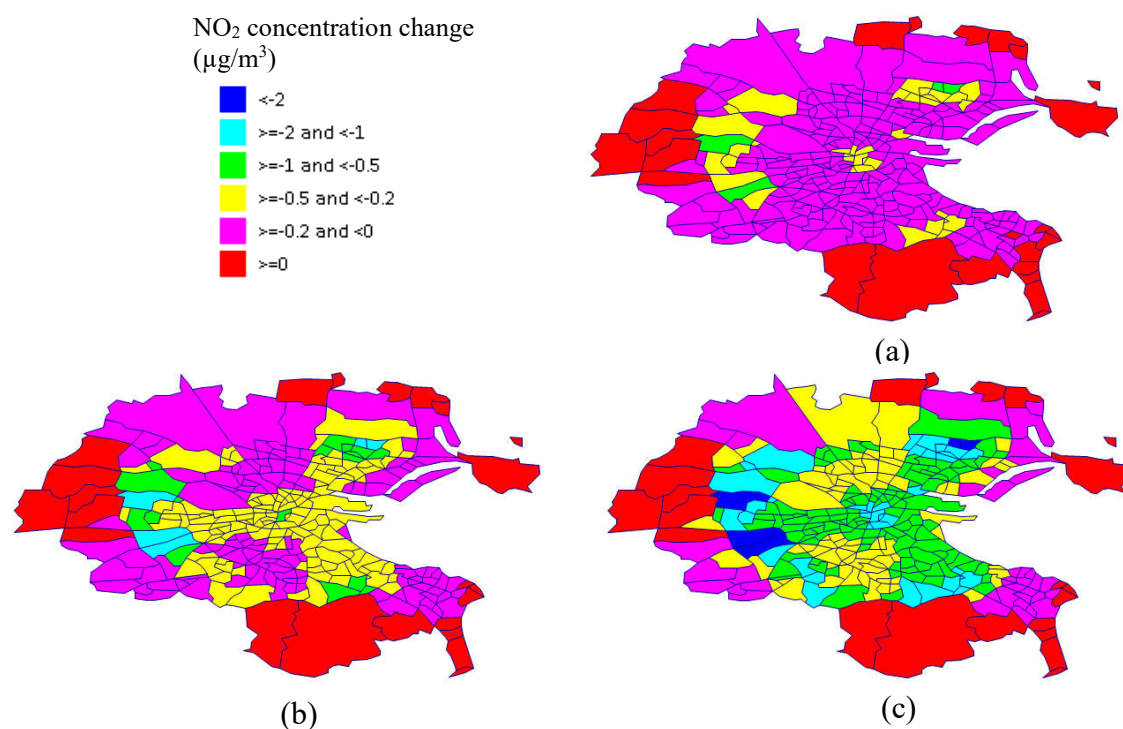 NO₂ concentration change
(µg/m³)
<-2
>=-2 and <-1
>=-1 and <-0.5
>=-0.5 and <-0.2
>=-0.2 and <0
>=0
(a)
(b)
(c)